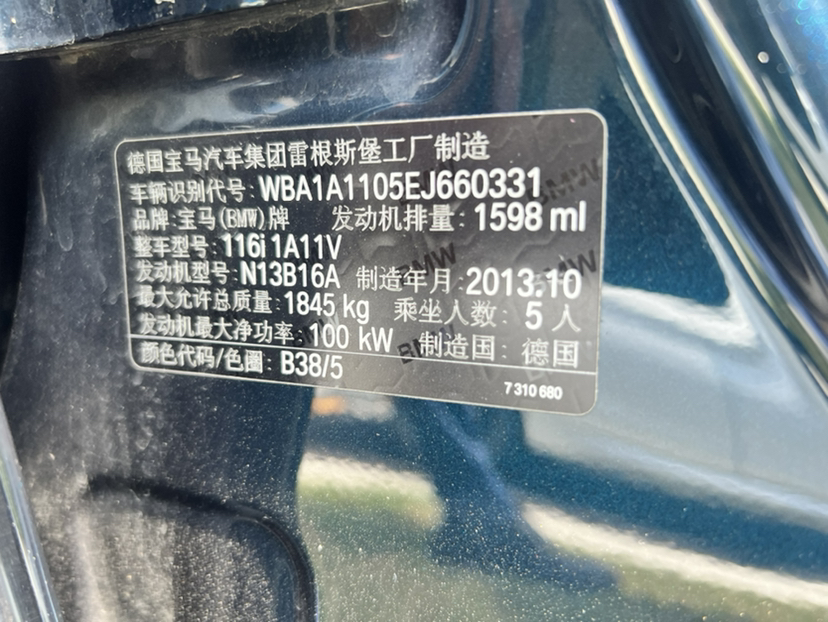 德国宝马汽车集团雷根斯堡工厂制造
车辆识别代号: WBA1A1105EJ660331
品牌: 宝马(BMW)牌 发动机排量: 1598 ml
整车型号: 116i 1A11V
发动机型号: N13B16A 制造年月: 2013.10
最大允许总质量: 1845 kg 乘坐人数: 5 人
发动机最大净功率: 100 kW 制造国: 德国
颜色代码/色圈: B38/5
7 310 680
BMW
BMW
BMW
BMW